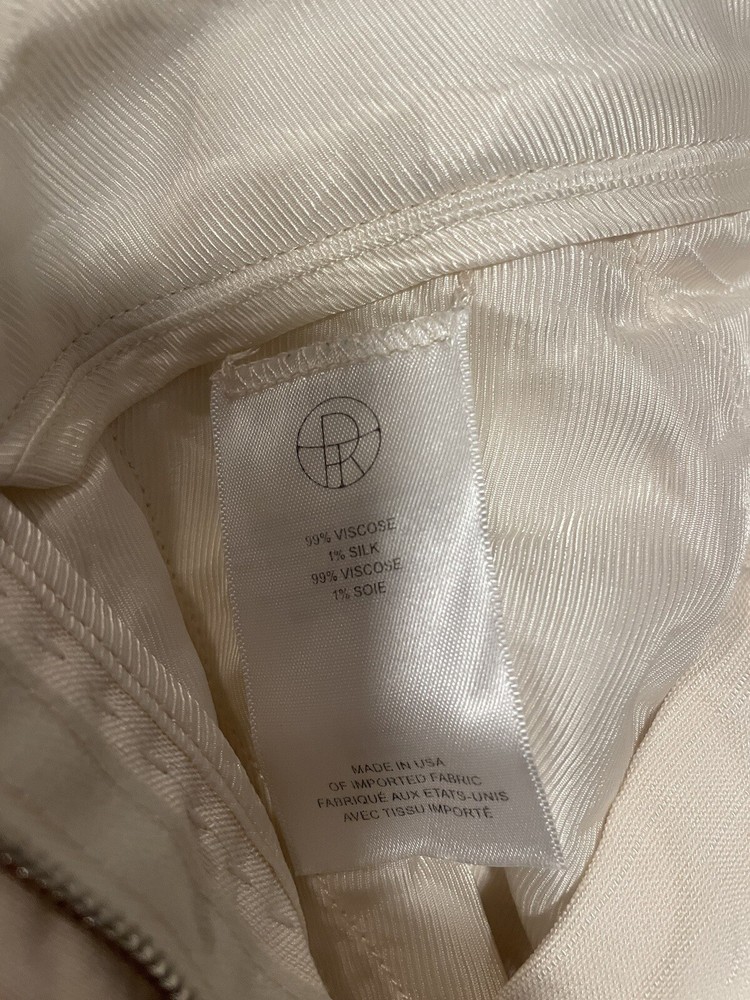 99% VISCOSE
1% SILK
99% VISCOSE
1% SOIE
MADE IN USA
OF IMPORTED FABRIC
FABRIQUÉ AUX ETATS-UNIS
AVEC TISSU IMPORTÉ